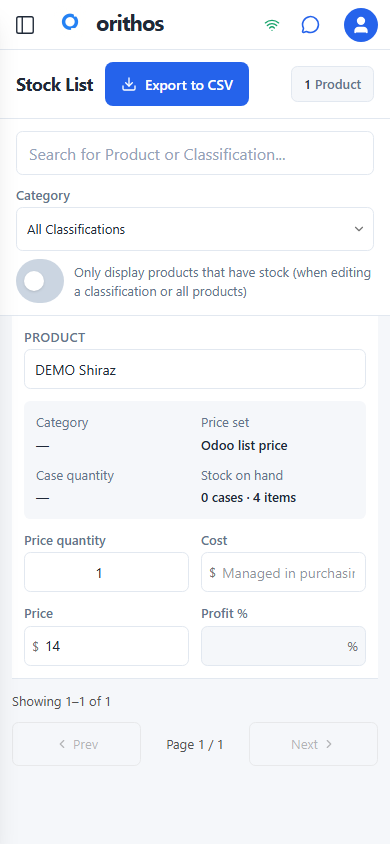 orithos
Stock List
Export to CSV
1 Product
Search for Product or Classification...
Category
All Classifications
Only display products that have stock (when editing
a classification or all products)
PRODUCT
DEMO Shiraz
Category
Price set
—
Odoo list price
Case quantity
Stock on hand
—
0 cases · 4 items
Price quantity
Cost
1
$ Managed in purchasin
Price
Profit %
$ 14
%
Showing 1–1 of 1
Prev
Page 1 / 1
Next